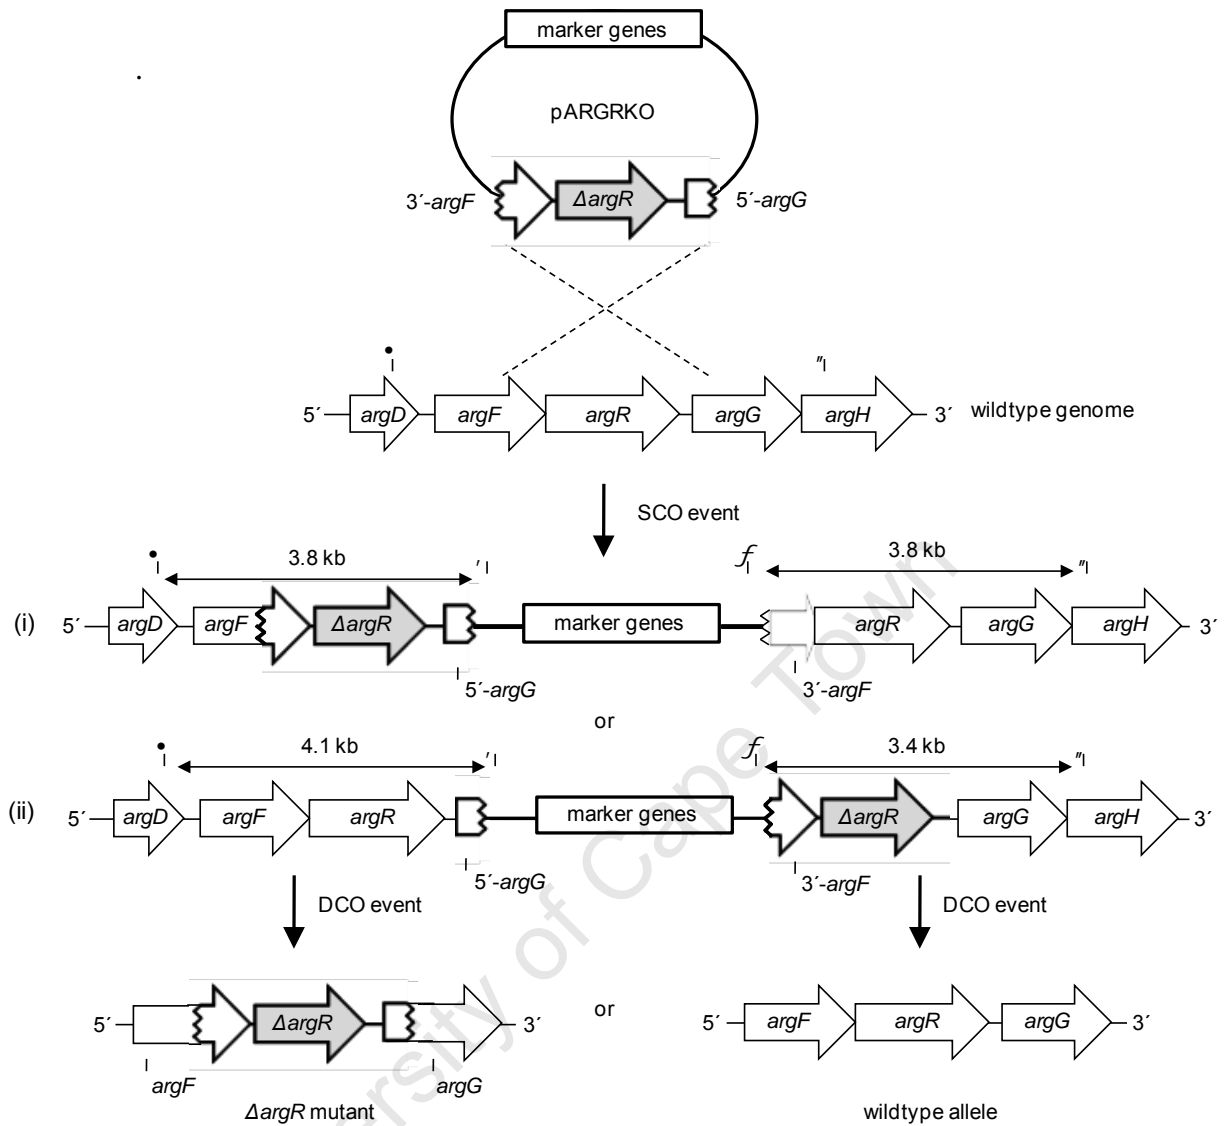 marker genes
pARGRKO
3´-argF
ΔargR
5´-argG
5´
argD
argF
argR
argG
argH
3´
wildtype genome
SCO event
3.8 kb
3.8 kb
(i)
5´
argD
argF
ΔargR
marker genes
argR
argG
argH
3´
5´-argG
3´-argF
or
4.1 kb
3.4 kb
(ii)
5´
argD
argF
argR
marker genes
ΔargR
argG
argH
3´
5´-argG
3´-argF
DCO event
DCO event
5´
ΔargR
3´
or
5´
argF
argR
argG
3´
argF
argG
ΔargR mutant
wildtype allele
ersity of Cape Town